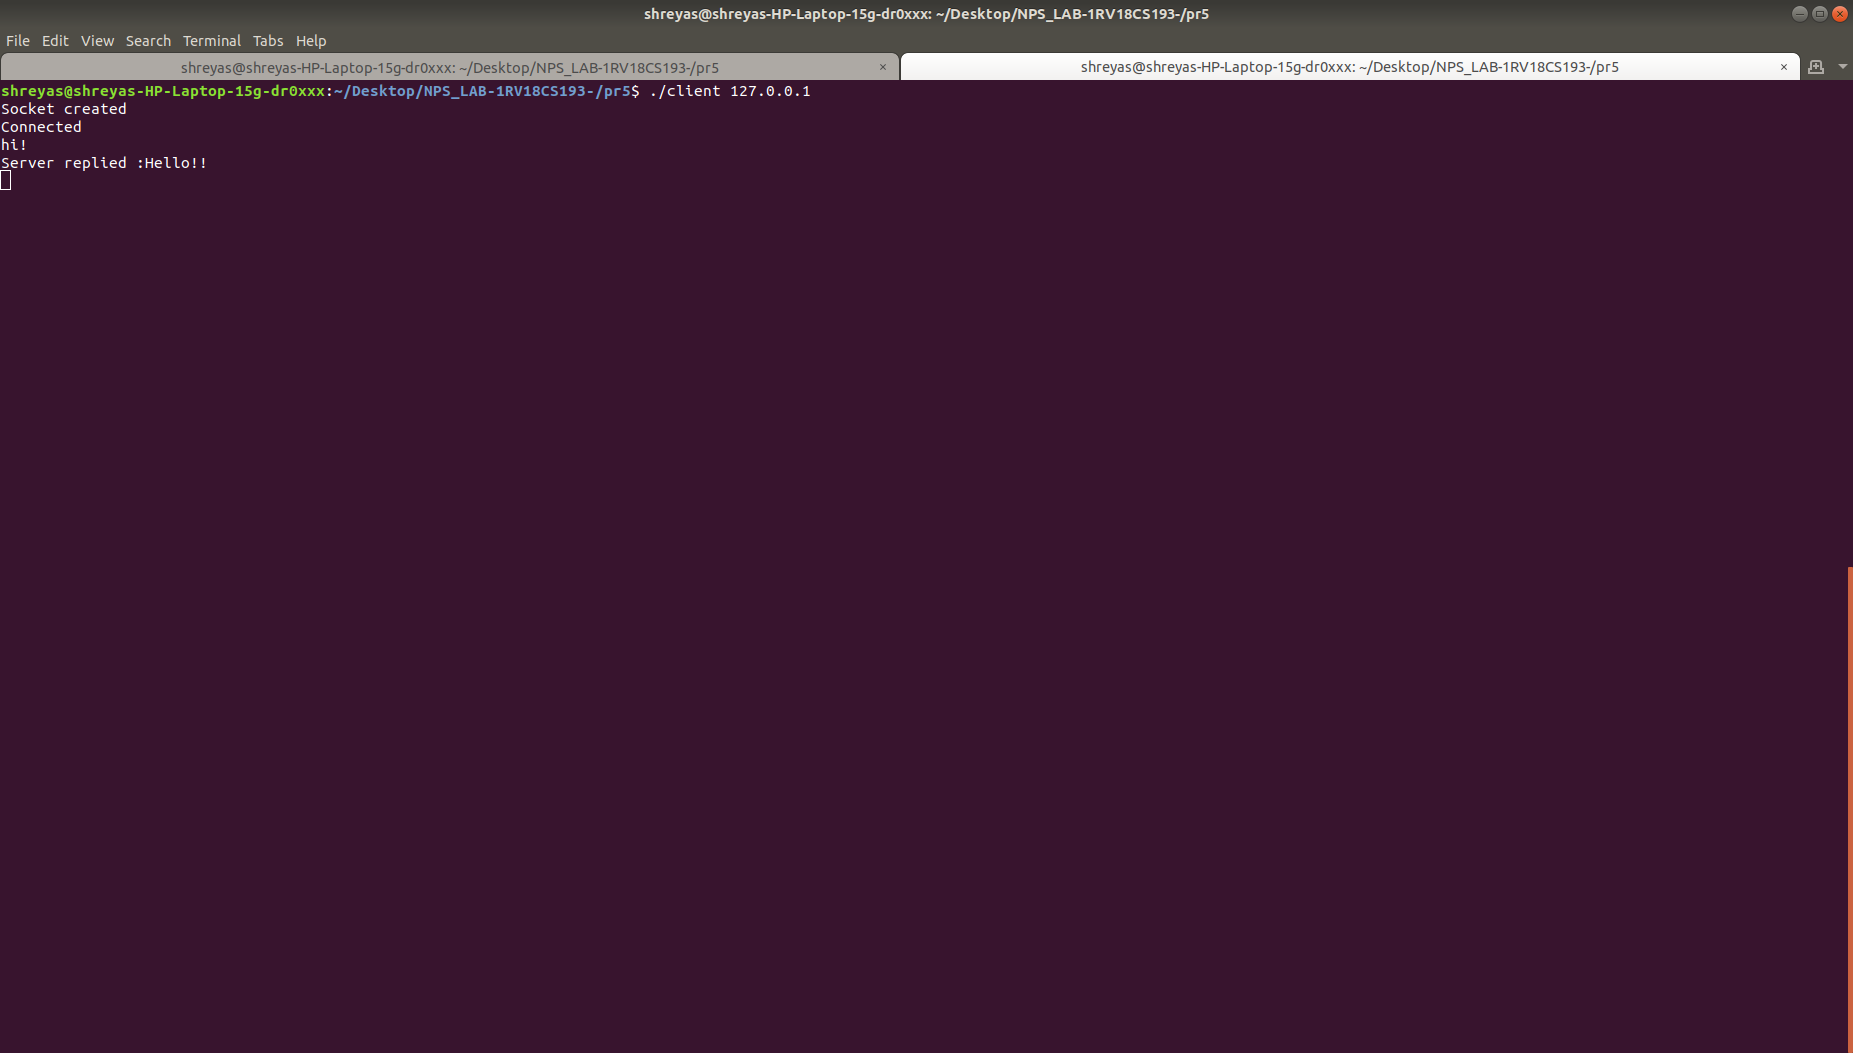 shreyas@shreyas-HP-Laptop-15g-dr0xxx: ~/Desktop/NPS_LAB-1RV18CS193-/pr5
File Edit View Search Terminal Tabs Help
shreyas@shreyas-HP-Laptop-15g-dr0xxx: ~/Desktop/NPS_LAB-1RV18CS193-/pr5 × shreyas@shreyas-HP-Laptop-15g-dr0xxx: ~/Desktop/NPS_LAB-1RV18CS193-/pr5 ×
shreyas@shreyas-HP-Laptop-15g-dr0xxx:~/Desktop/NPS_LAB-1RV18CS193-/pr5$ ./client 127.0.0.1
Socket created
Connected
hi!
Server replied :Hello!!